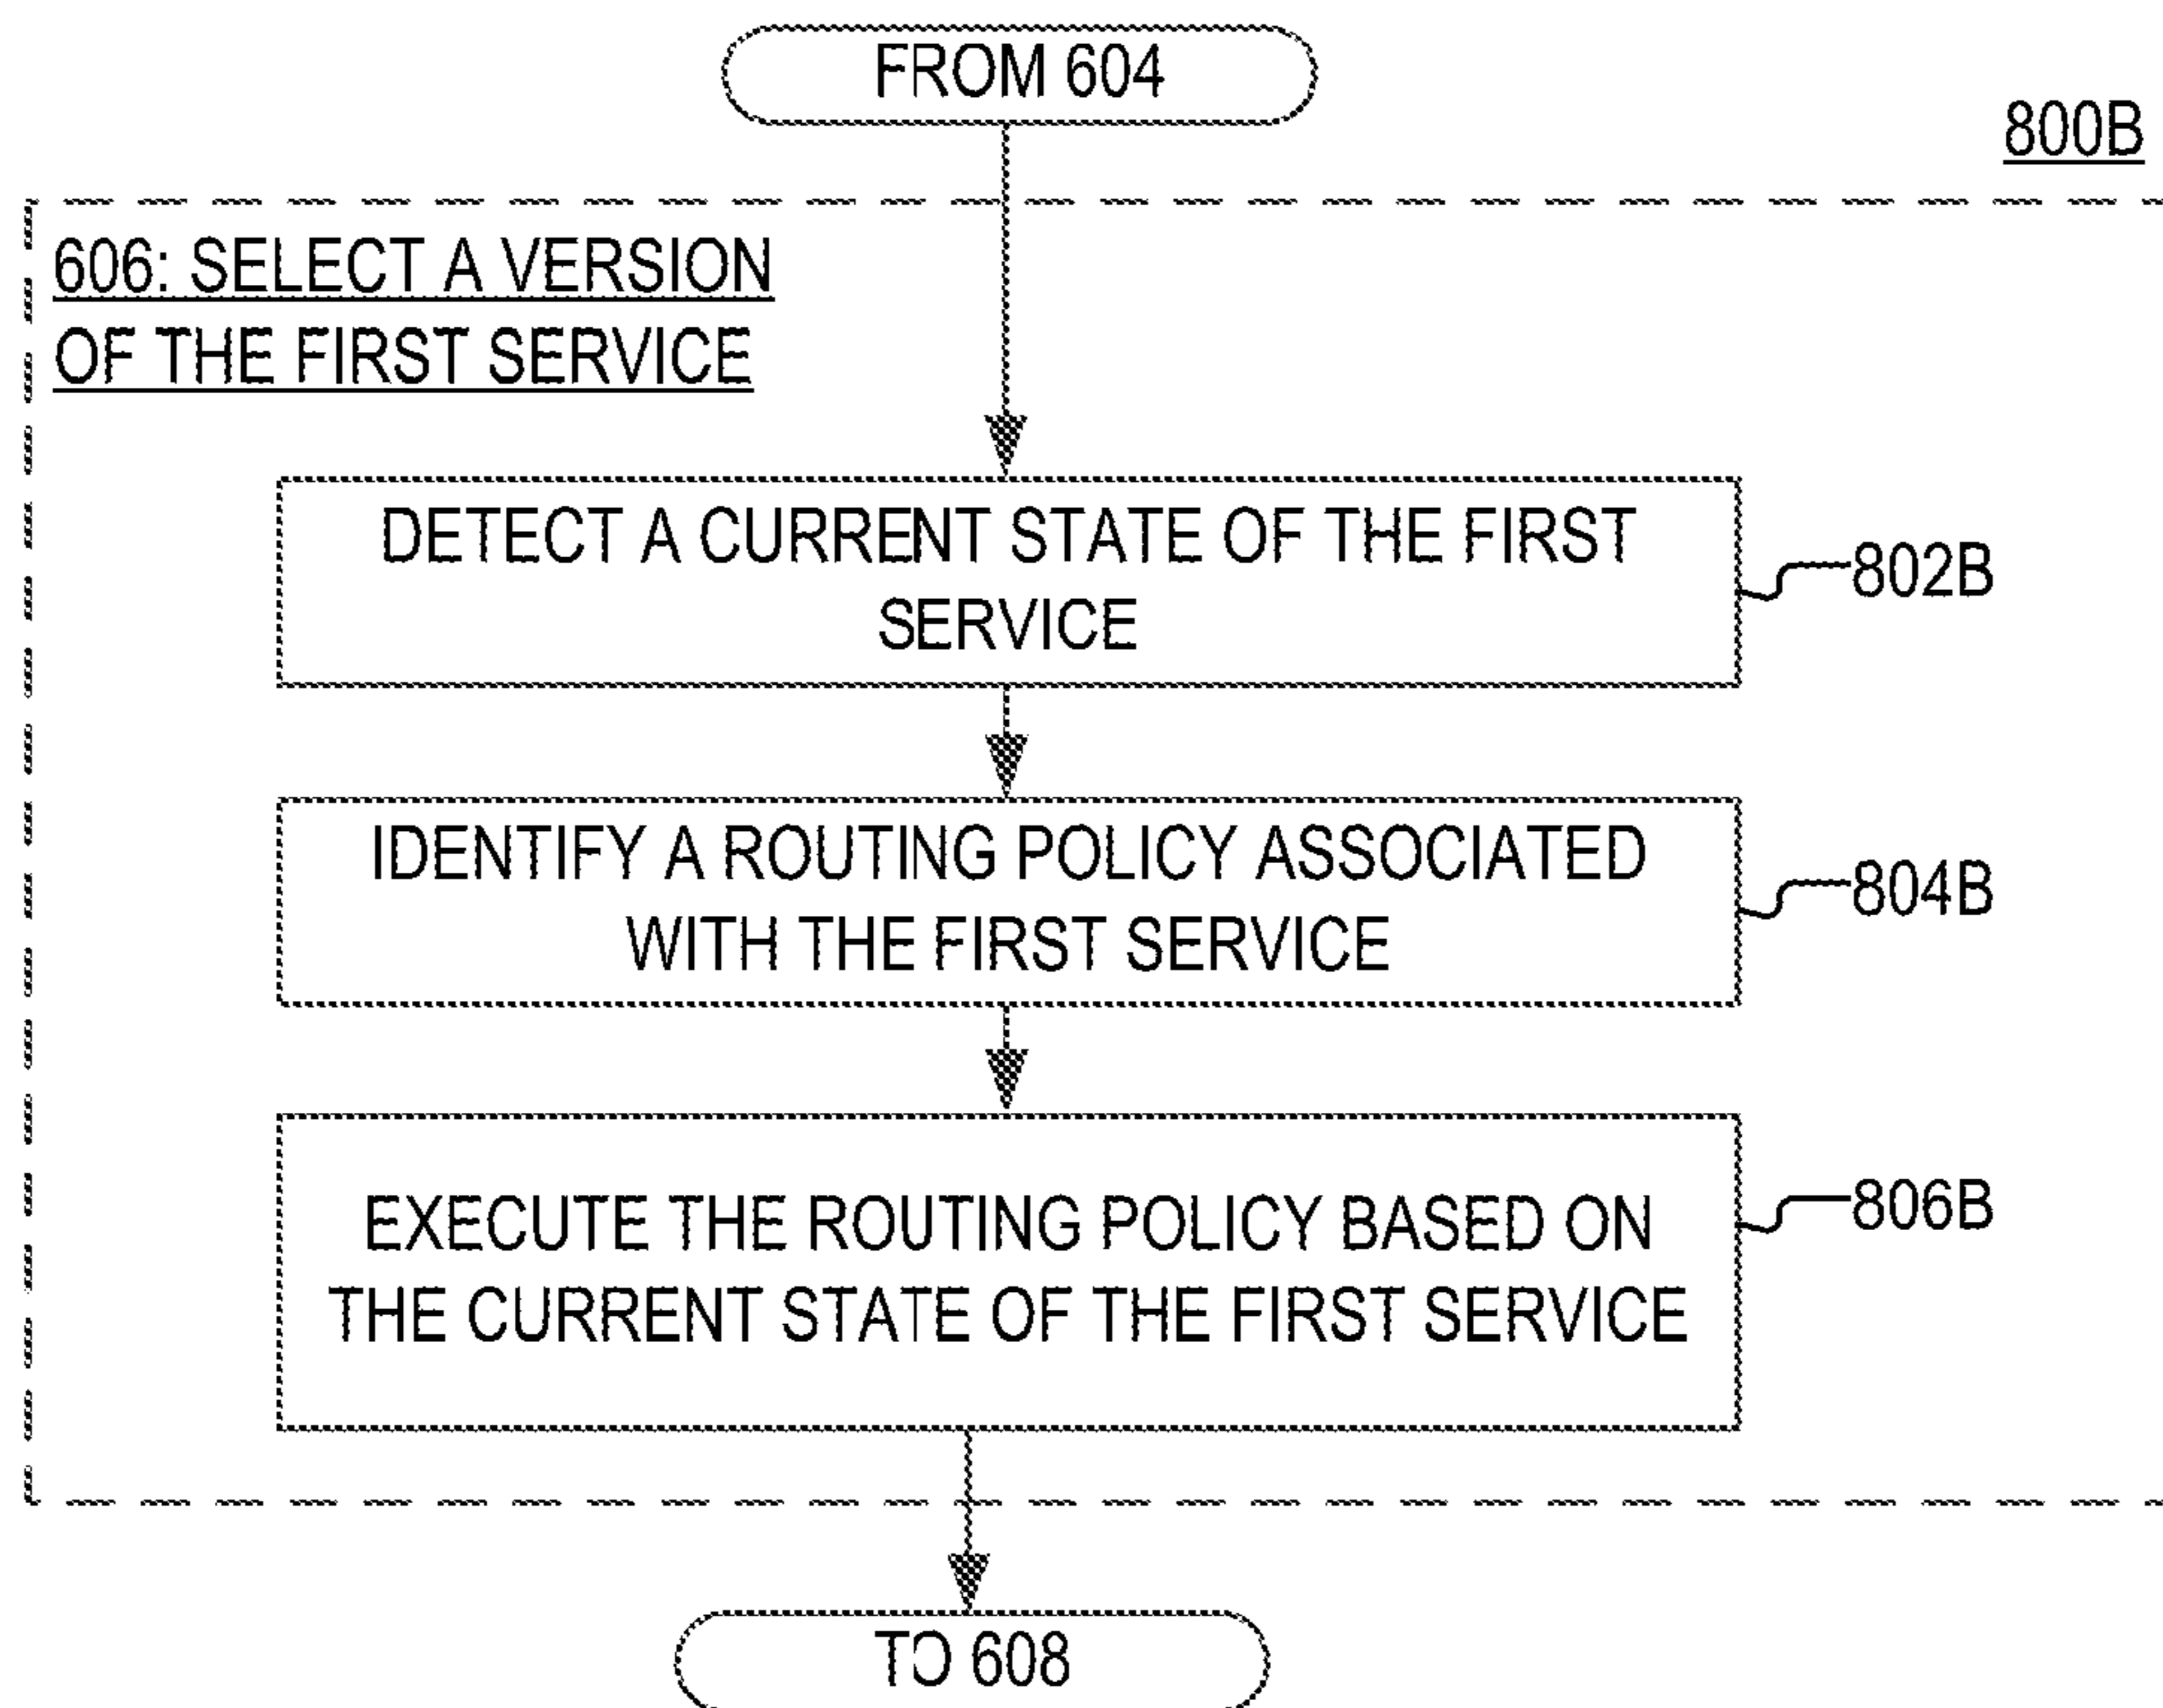 FROM 604
800B
606: SELECT A VERSION
OF THE FIRST SERVICE
DETECT A CURRENT STATE OF THE FIRST
SERVICE
802B
IDENTIFY A ROUTING POLICY ASSOCIATED
WITH THE FIRST SERVICE
804B
EXECUTE THE ROUTING POLICY BASED ON
THE CURRENT STATE OF THE FIRST SERVICE
806B
TO 608